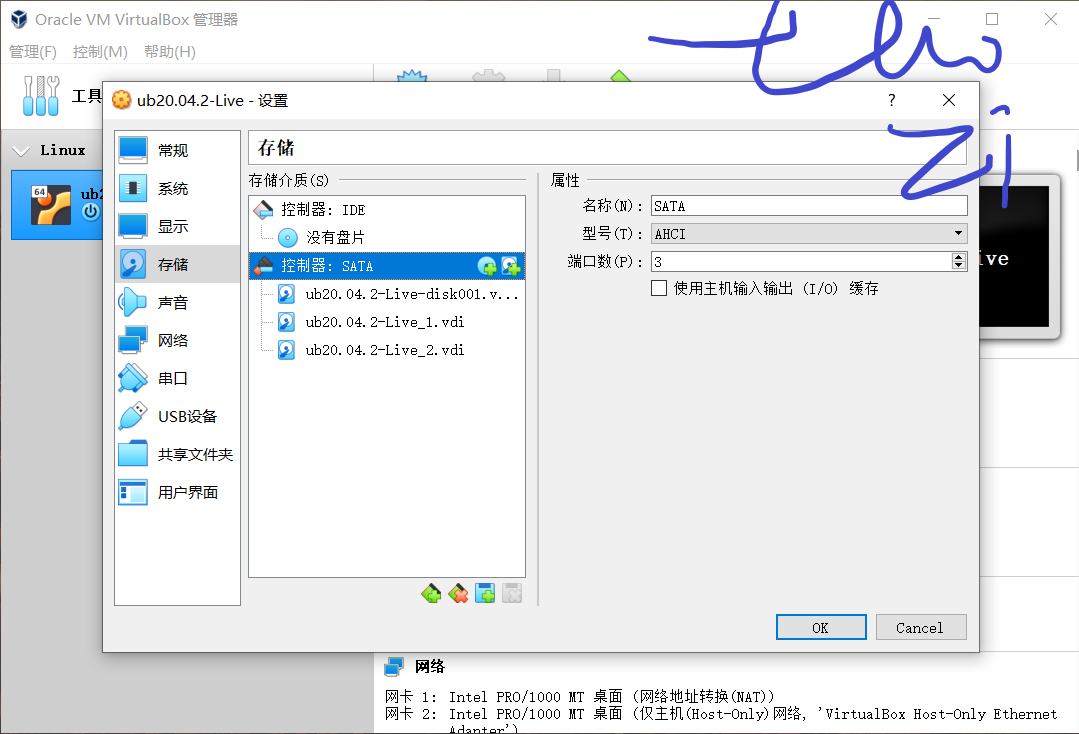 Oracle VM VirtualBox 管理器
管理(F) 控制(M) 帮助(H)
工具
ub20.04.2-Live - 设置
?
Linux
64
ub2
常规
系统
显示
存储
声音
网络
串口
USB设备
共享文件夹
用户界面
存储
存储介质(S)
控制器: IDE
没有盘片
控制器: SATA
ub20.04.2-Live-disk001.v...
ub20.04.2-Live_1.vdi
ub20.04.2-Live_2.vdi
属性
名称(N): SATA
型号(T): AHCI
端口数(P): 3
使用主机输入输出 (I/O) 缓存
ive
OK
Cancel
网络
网卡 1: Intel PRO/1000 MT 桌面 (网络地址转换(NAT))
网卡 2: Intel PRO/1000 MT 桌面 (仅主机(Host-Only)网络, 'VirtualBox Host-Only Ethernet
Adapter')